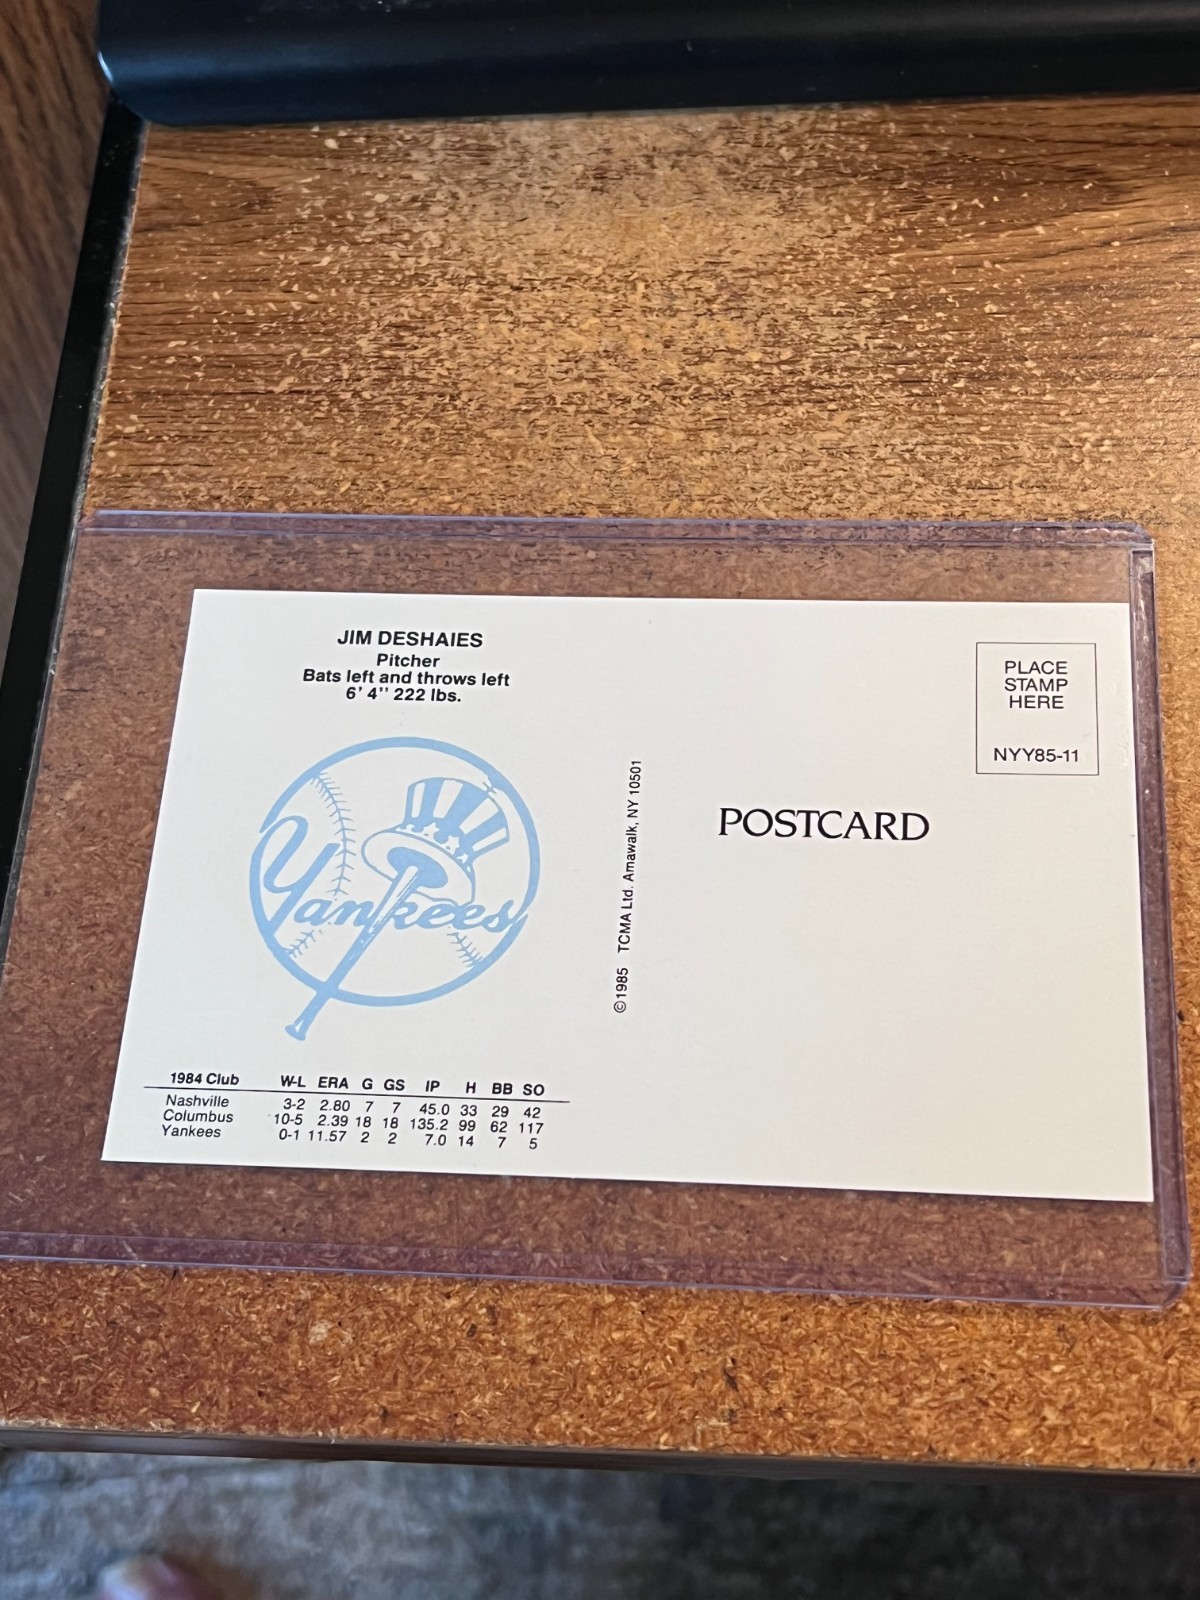 JIM DESHAIES
Pitcher
Bats left and throws left
6' 4'' 222 lbs.
Yankees
1984 Club W-L ERA G GS IP H BB SO
Nashville 3-2 2.80 7 7 45.0 33 29 42
Columbus 10-5 2.39 18 18 135.2 99 62 117
Yankees 0-1 11.57 2 2 7.0 14 7 5
©1985 TCMA Ltd. Amawalk, NY 10501
POSTCARD
PLACE
STAMP
HERE
NYY85-11